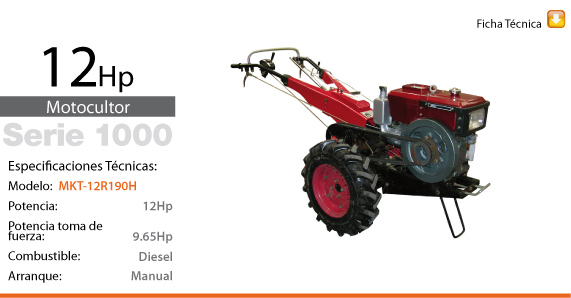 Ficha Técnica
12Hp
Motocultor
Serie 1000
Especificaciones Técnicas:
Modelo: MKT-12R190H
Potencia: 12Hp
Potencia toma de
fuerza: 9.65Hp
Combustible: Diesel
Arranque: Manual